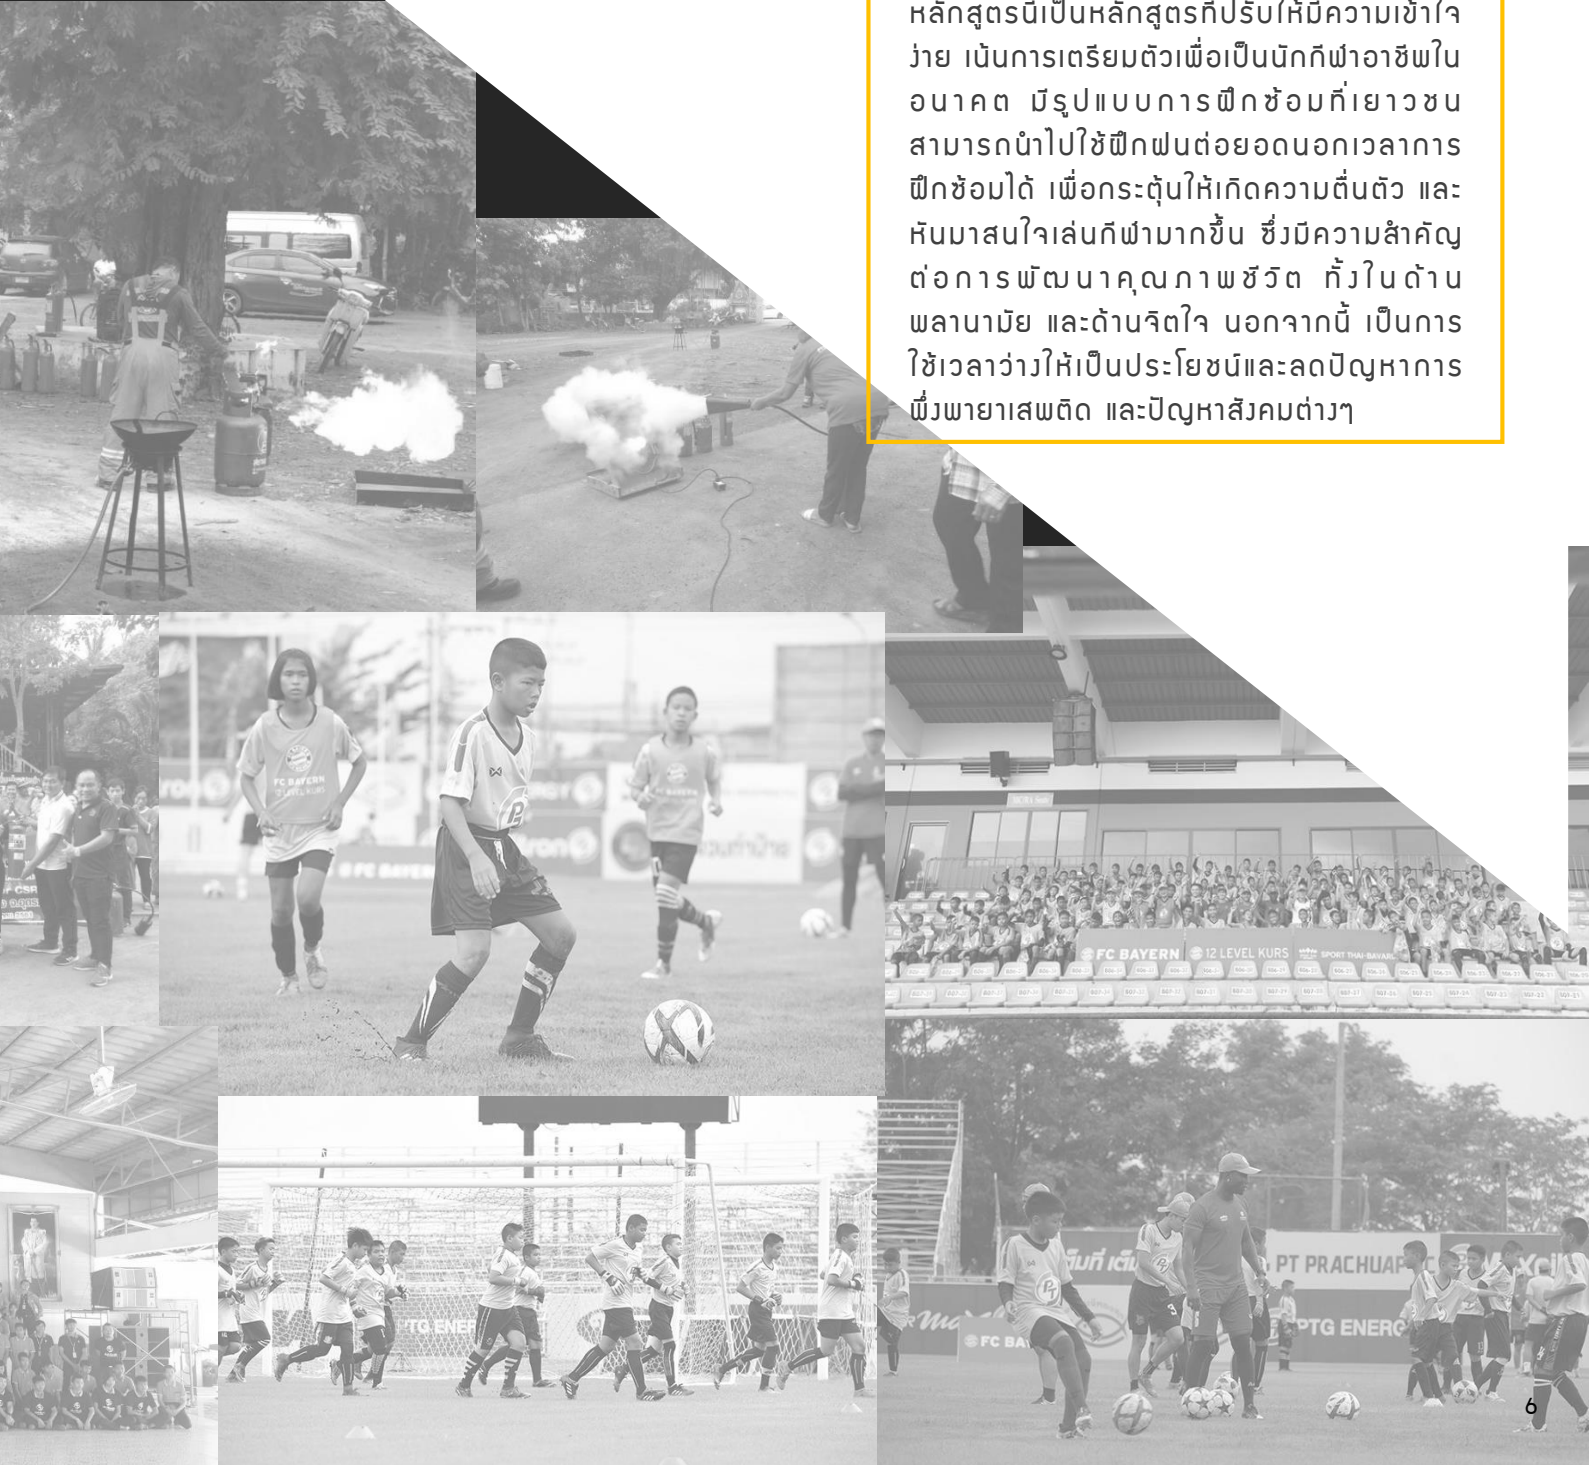 หลักสูตรนี้เป็นหลักสูตรที่ปรับให้มีความเข้าใจ
ง่าย เน้นการเตรียมตัวเพื่อเป็นนักกีฬาอาชีพใน
อนาคต มีรูปแบบการฝึกซ้อมที่เยาวชน
สามารถนำไปใช้ฝึกฝนต่อยอดนอกเวลาการ
ฝึกซ้อมได้ เพื่อกระตุ้นให้เกิดความตื่นตัว และ
หันมาสนใจเล่นกีฬามากขึ้น ซึ่งมีความสำคัญ
ต่อการพัฒนาคุณภาพชีวิต ทั้งในด้าน
พลานามัย และด้านจิตใจ นอกจากนี้ เป็นการ
ใช้เวลาว่างให้เป็นประโยชน์และลดปัญหาการ
พึ่งพายาเสพติด และปัญหาสังคมต่างๆ
FC BAYERN
12 LEVEL KURS
FC BAYERN
FC BAYERN 12 LEVEL KURS SPORT THAI-BAVARIA
PT PRACHUAP
PTG ENERG
FC BA
6